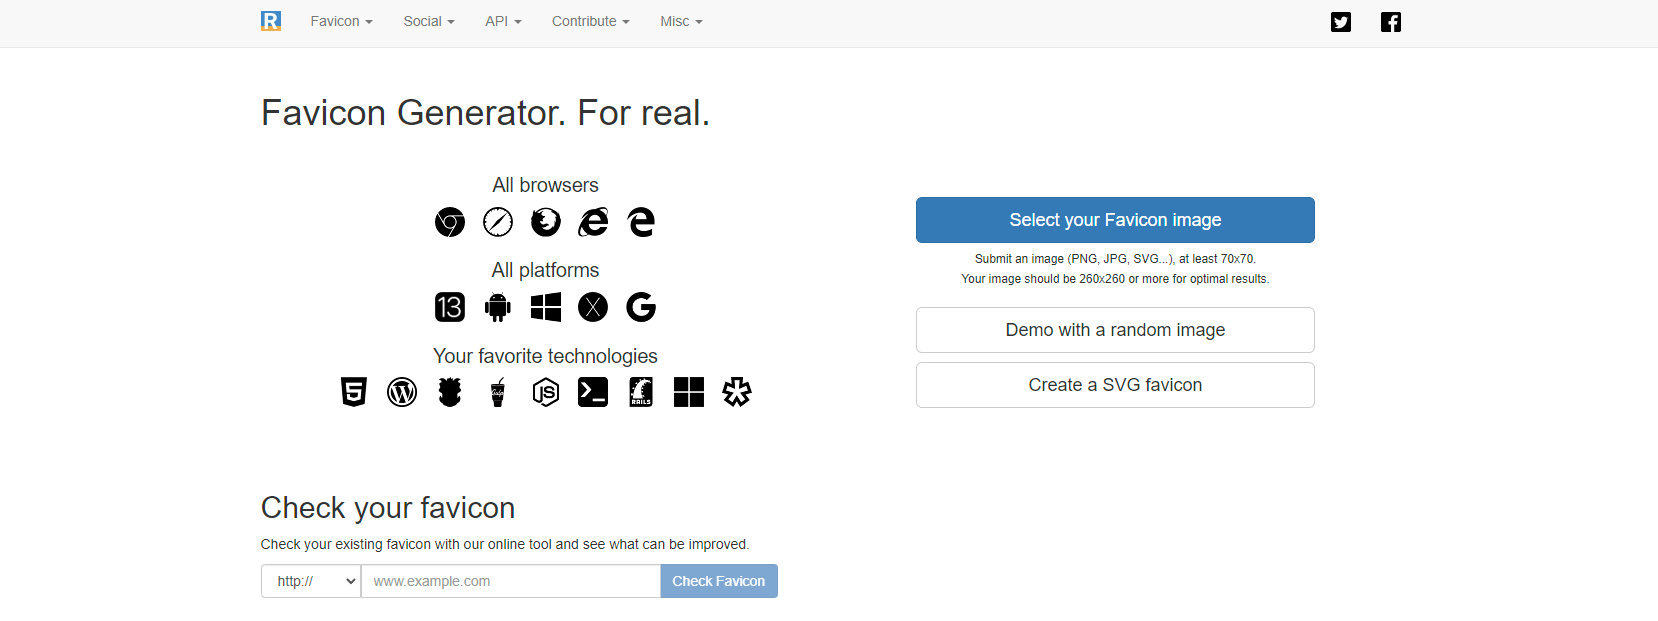 R Favicon Social API Contribute Misc
Favicon Generator. For real.
All browsers
All platforms
13 X G
Your favorite technologies
5 W JS >_ RAILS
Select your Favicon image
Submit an image (PNG, JPG, SVG...), at least 70x70.
Your image should be 260x260 or more for optimal results.
Demo with a random image
Create a SVG favicon
Check your favicon
Check your existing favicon with our online tool and see what can be improved.
http:// www.example.com Check Favicon